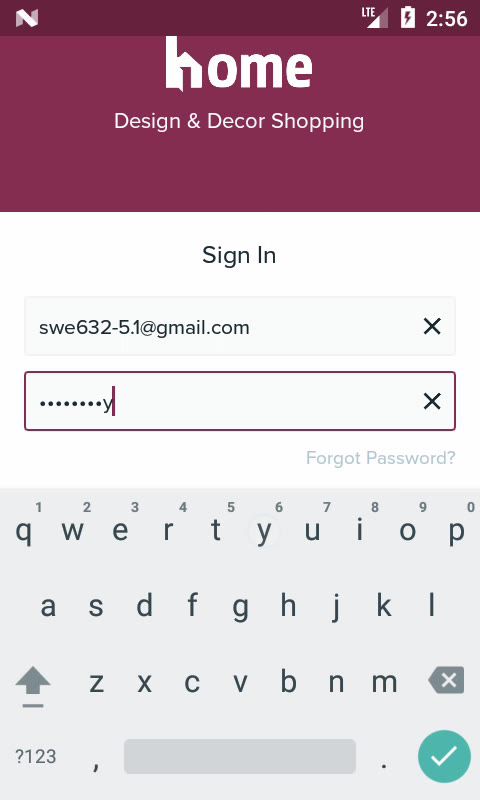 LTE 2:56
home
Design & Decor Shopping
Sign In
swe632-5.1@gmail.com
••••••••y
Forgot Password?
1 2 3 4 5 6 7 8 9 0
q w e r t y u i o p
a s d f g h j k l
z x c v b n m
?123 , .